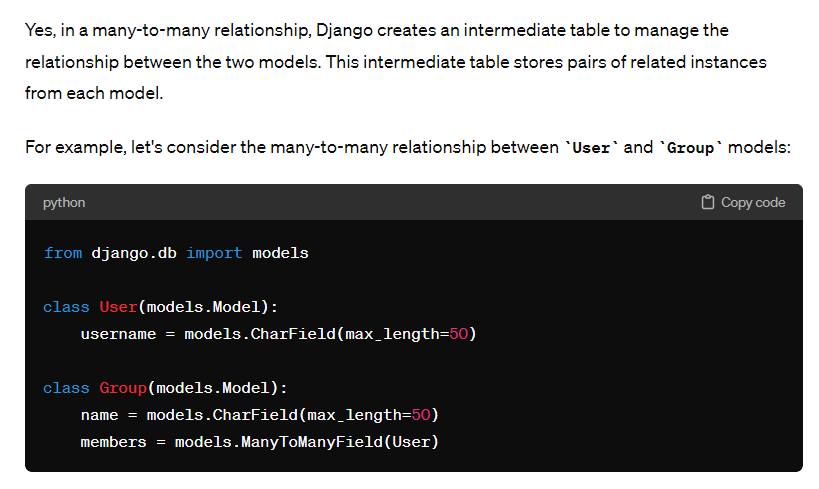 Yes, in a many-to-many relationship, Django creates an intermediate table to manage the
relationship between the two models. This intermediate table stores pairs of related instances
from each model.
For example, let's consider the many-to-many relationship between `User` and `Group` models:
python
Copy code
from django.db import models
class User(models.Model):
    username = models.CharField(max_length=50)
class Group(models.Model):
    name = models.CharField(max_length=50)
    members = models.ManyToManyField(User)